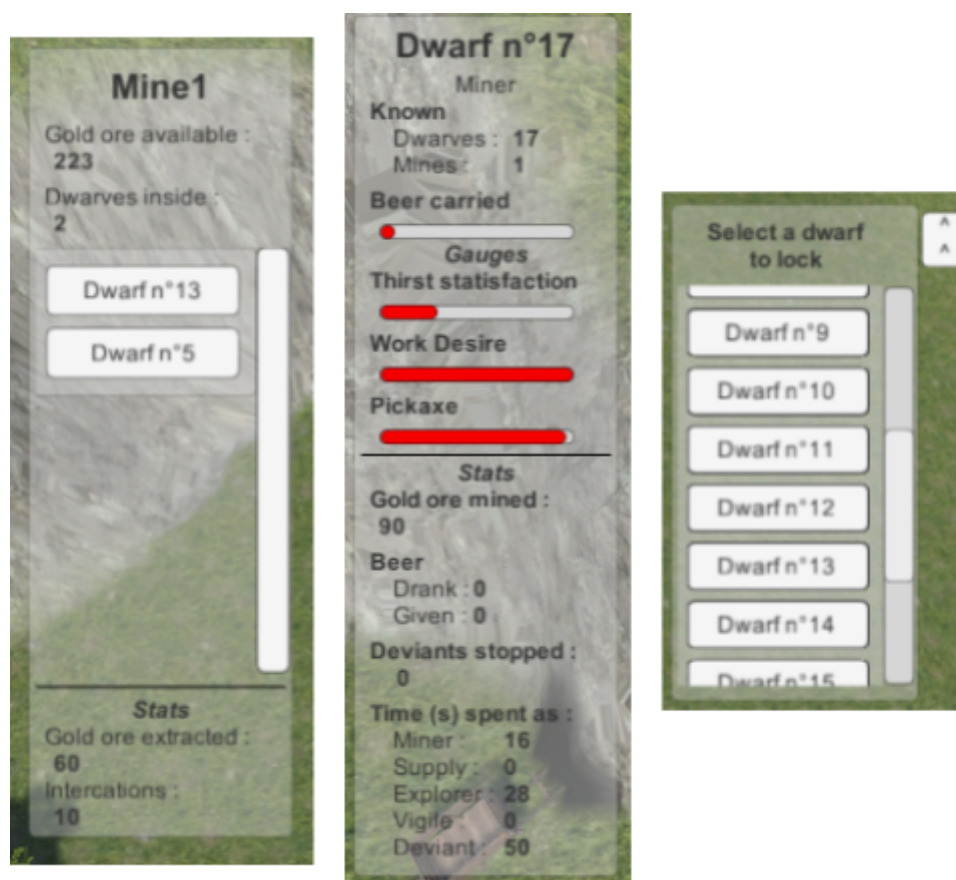 Mine1
Gold ore available :
223
Dwarves inside :
2
Dwarf n°13
Dwarf n°5
Stats
Gold ore extracted :
60
Intercations :
10
Dwarf n°17
Miner
Known
Dwarves : 17
Mines : 1
Beer carried
Gauges
Thirst statisfaction
Work Desire
Pickaxe
Stats
Gold ore mined :
90
Beer
Drank : 0
Given : 0
Deviants stopped :
0
Time (s) spent as :
Miner : 16
Supply : 0
Explorer : 28
Vigile : 0
Deviant : 50
Select a dwarf
to lock
^
^
Dwarf n°9
Dwarf n°10
Dwarf n°11
Dwarf n°12
Dwarf n°13
Dwarf n°14
Dwarf n°15